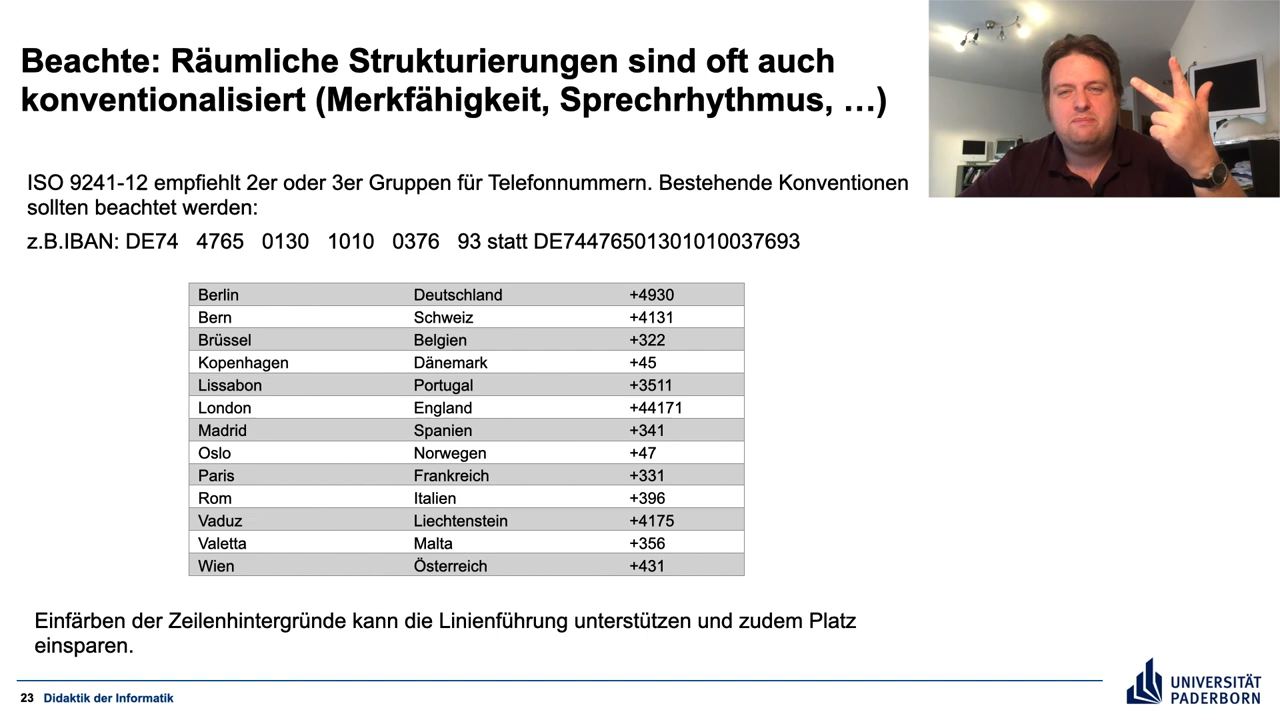 Beachte: Räumliche Strukturierungen sind oft auch
konventionalisiert (Merkfähigkeit, Sprechrhythmus, …)
ISO 9241-12 empfiehlt 2er oder 3er Gruppen für Telefonnummern. Bestehende Konventionen
sollten beachtet werden:
z.B.IBAN: DE74 4765 0130 1010 0376 93 statt DE74476501301010037693
Berlin Deutschland +4930
Bern Schweiz +4131
Brüssel Belgien +322
Kopenhagen Dänemark +45
Lissabon Portugal +3511
London England +44171
Madrid Spanien +341
Oslo Norwegen +47
Paris Frankreich +331
Rom Italien +396
Vaduz Liechtenstein +4175
Valetta Malta +356
Wien Österreich +431
Einfärben der Zeilenhintergründe kann die Linienführung unterstützen und zudem Platz
einsparen.
23 Didaktik der Informatik
UNIVERSITÄT
PADERBORN